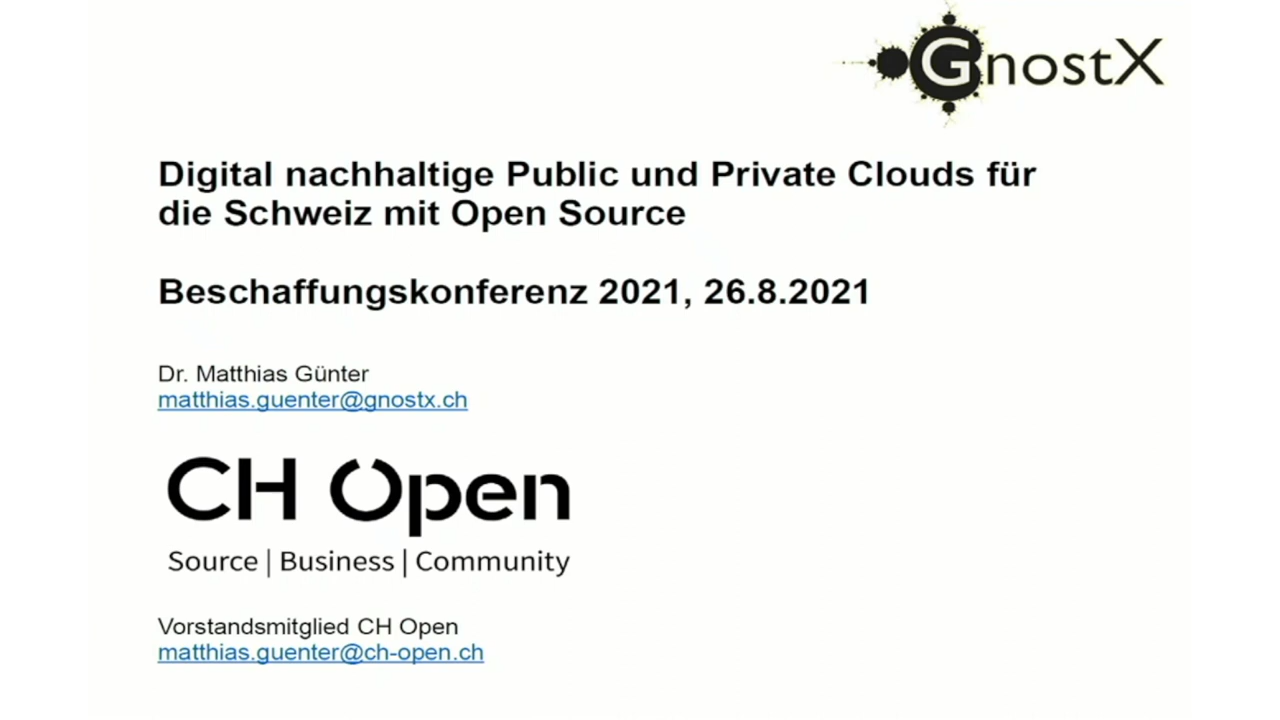 GnostX
Digital nachhaltige Public und Private Clouds für
die Schweiz mit Open Source
Beschaffungskonferenz 2021, 26.8.2021
Dr. Matthias Günter
matthias.guenter@gnostx.ch
CH Open
Source | Business | Community
Vorstandsmitglied CH Open
matthias.guenter@ch-open.ch